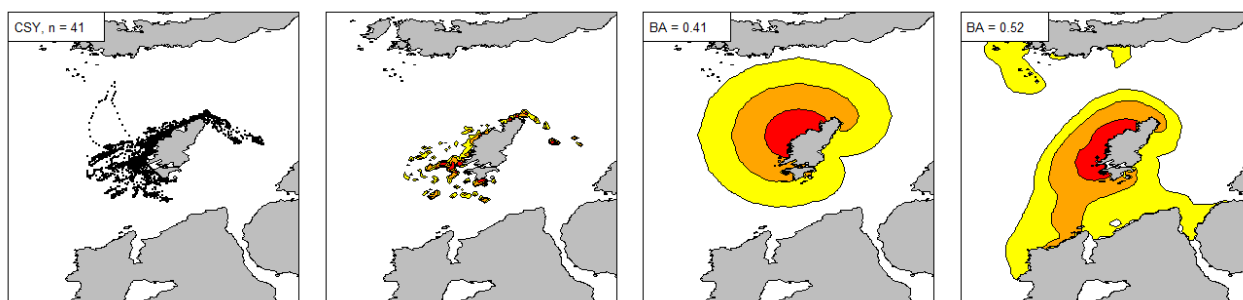 CSY, n = 41
BA = 0.41
BA = 0.52